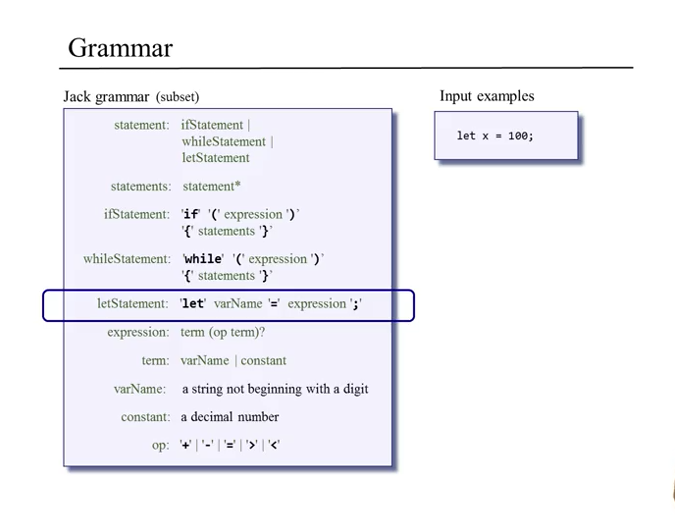 Grammar
Jack grammar (subset)
statement: ifStatement |
whileStatement |
letStatement
statements: statement*
ifStatement: 'if' '(' expression ')'
'{' statements '}'
whileStatement: 'while' '(' expression ')'
'{' statements '}'
letStatement: 'let' varName '=' expression ';'
expression: term (op term)?
term: varName | constant
varName: a string not beginning with a digit
constant: a decimal number
op: '+' | '-' | '=' | '>' | '<'
Input examples
let x = 100;